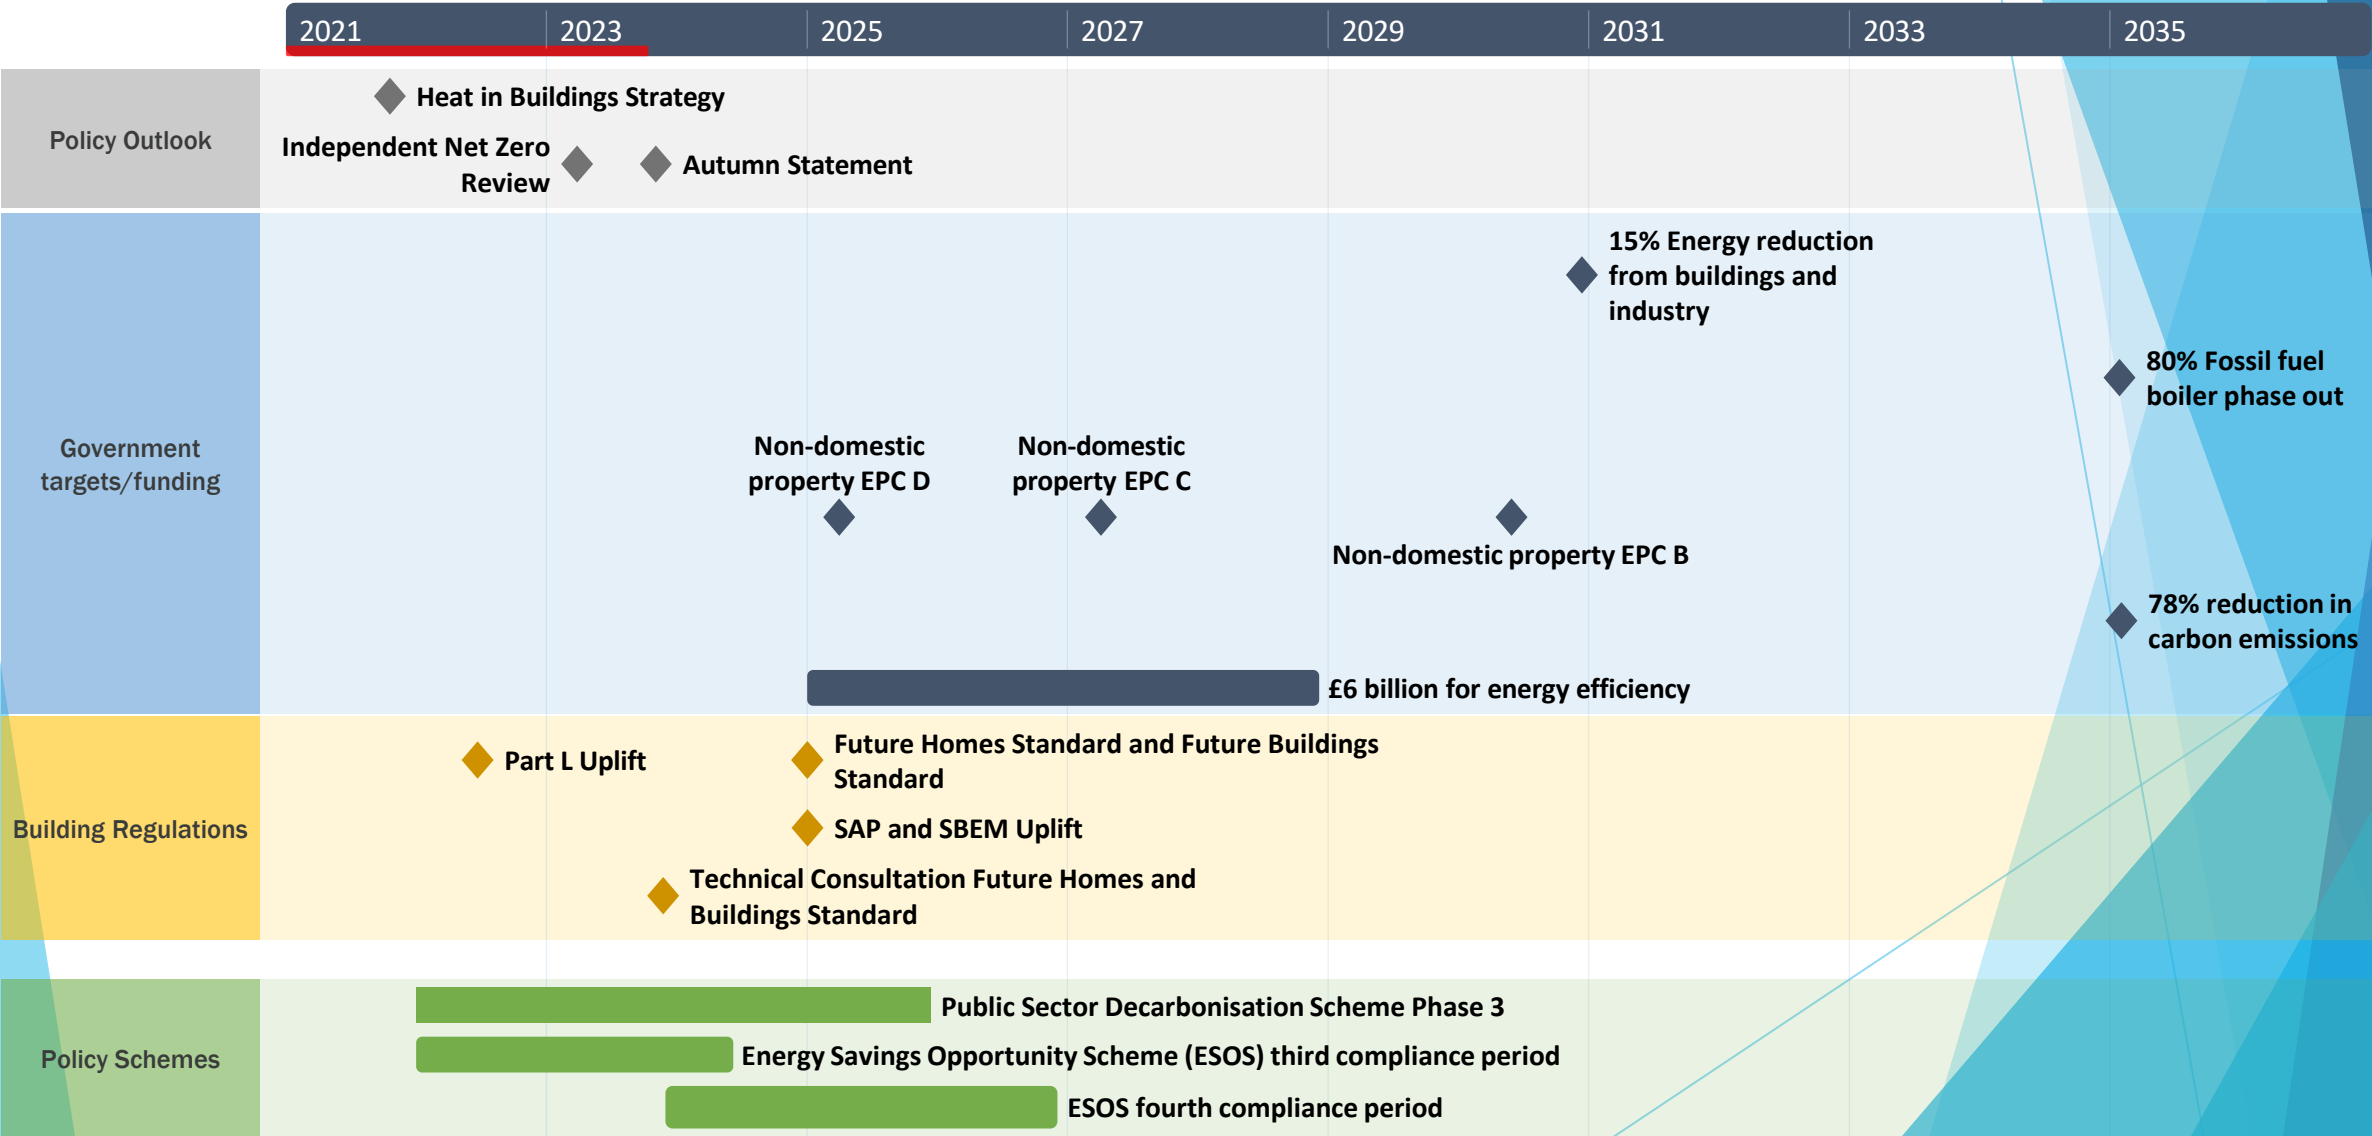 2021 2023 2025 2027 2029 2031 2033 2035
Policy Outlook
Heat in Buildings Strategy
Independent Net Zero
Review
Autumn Statement
Government
targets/funding
15% Energy reduction
from buildings and
industry
80% Fossil fuel
boiler phase out
Non-domestic
property EPC D
Non-domestic
property EPC C
Non-domestic property EPC B
78% reduction in
carbon emissions
£6 billion for energy efficiency
Building Regulations
Part L Uplift
Future Homes Standard and Future Buildings
Standard
SAP and SBEM Uplift
Technical Consultation Future Homes and
Buildings Standard
Policy Schemes
Public Sector Decarbonisation Scheme Phase 3
Energy Savings Opportunity Scheme (ESOS) third compliance period
ESOS fourth compliance period